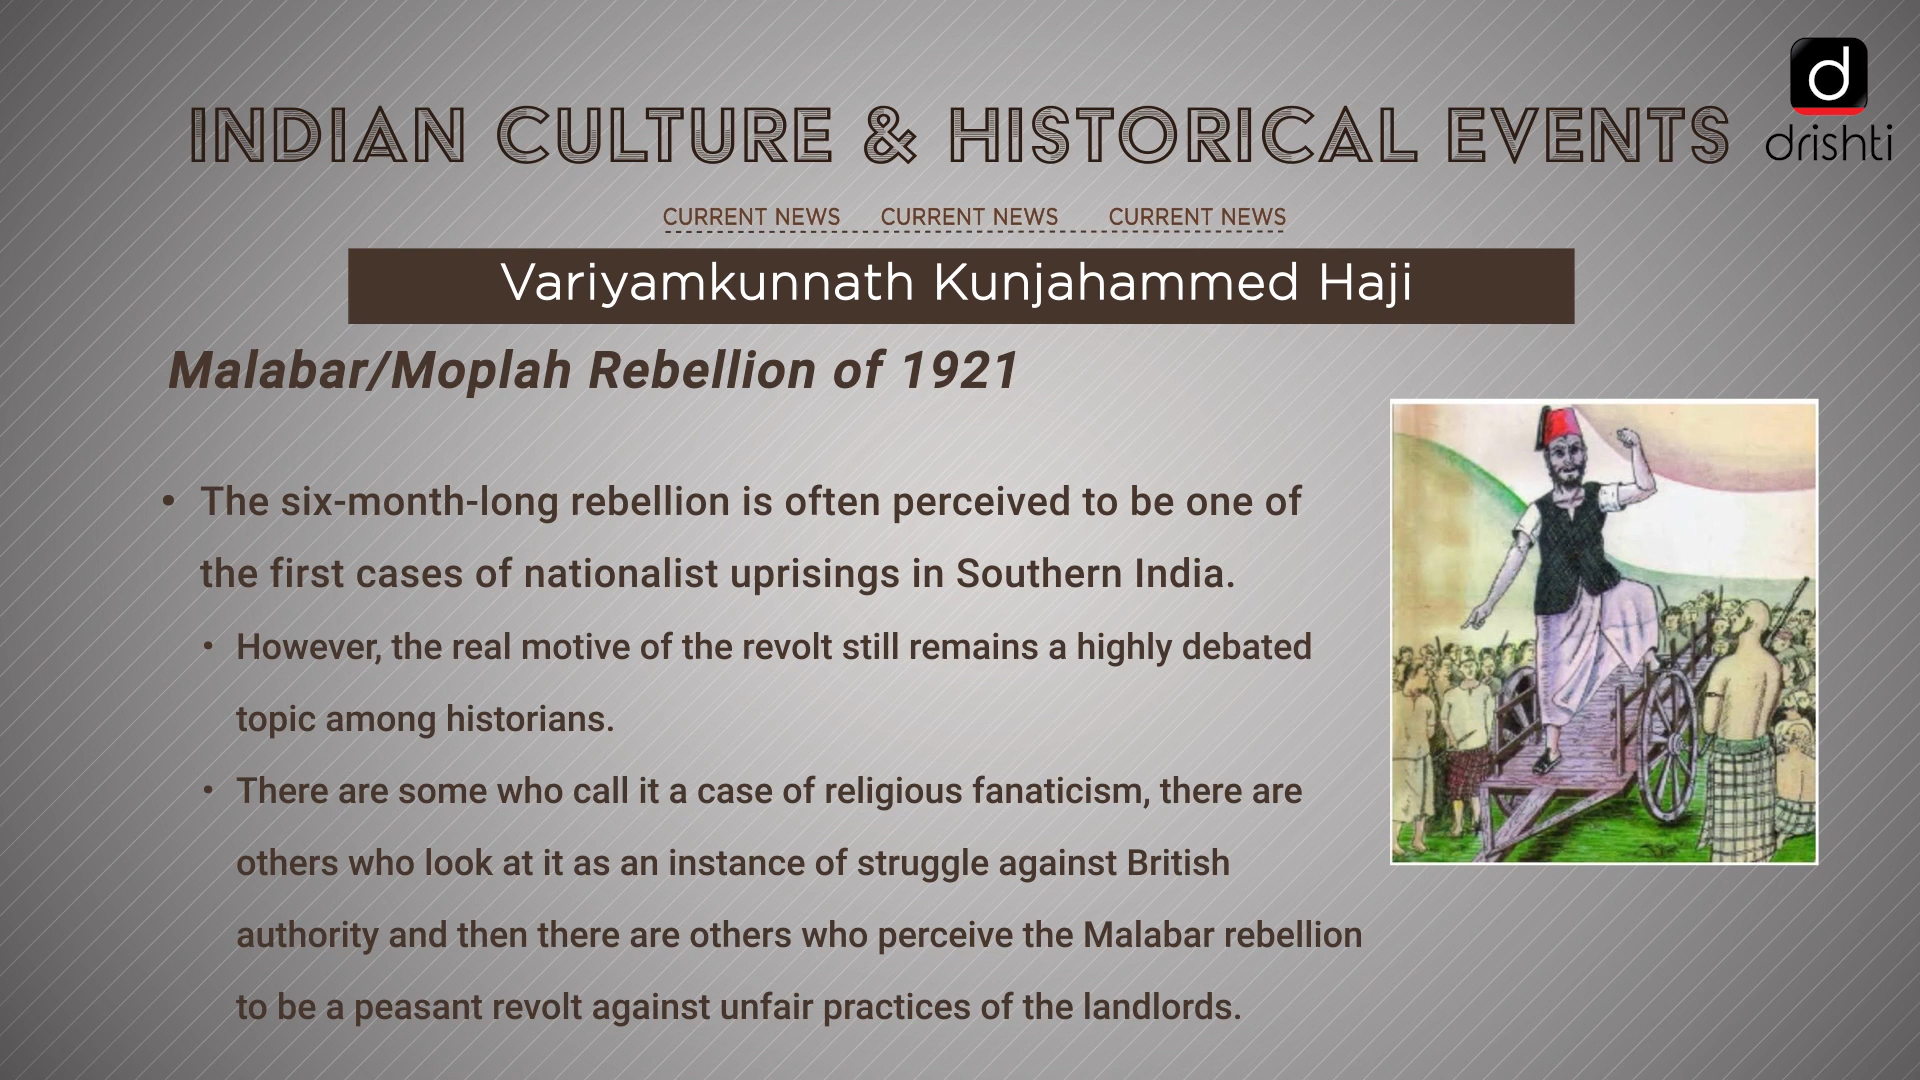 d
drishti
INDIAN CULTURE & HISTORICAL EVENTS
CURRENT NEWS CURRENT NEWS CURRENT NEWS
Variyamkunnath Kunjahammed Haji
Malabar/Moplah Rebellion of 1921
• The six-month-long rebellion is often perceived to be one of
the first cases of nationalist uprisings in Southern India.
• However, the real motive of the revolt still remains a highly debated
topic among historians.
• There are some who call it a case of religious fanaticism, there are
others who look at it as an instance of struggle against British
authority and then there are others who perceive the Malabar rebellion
to be a peasant revolt against unfair practices of the landlords.